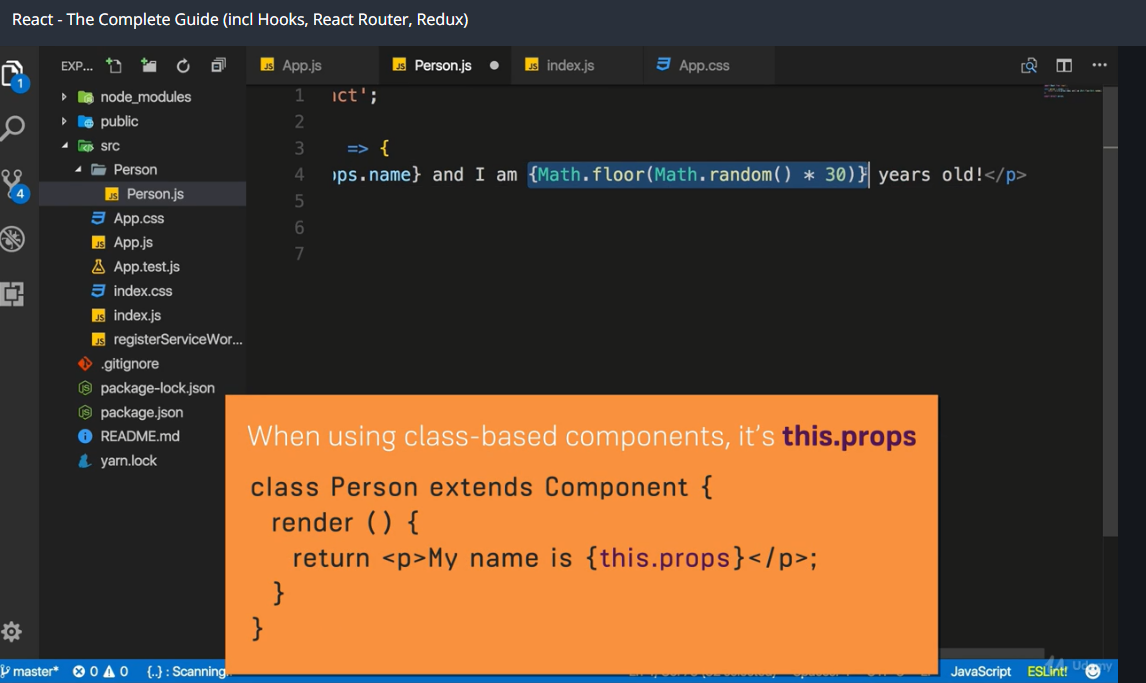 React - The Complete Guide (incl Hooks, React Router, Redux)
EXP...
App.js
Person.js
index.js
App.css
node_modules
public
src
Person
Person.js
App.css
App.js
App.test.js
index.css
index.js
registerServiceWor...
.gitignore
package-lock.json
package.json
README.md
yarn.lock
1
4
1 ct';
2
3 => {
4 ps.name} and I am {Math.floor(Math.random() * 30)} years old!</p>
5
6
7
When using class-based components, it's this.props
class Person extends Component {
render () {
return <p>My name is {this.props}</p>;
}
}
master* 0 0 {..} : Scanning.
JavaScript ESLint!
Udemy